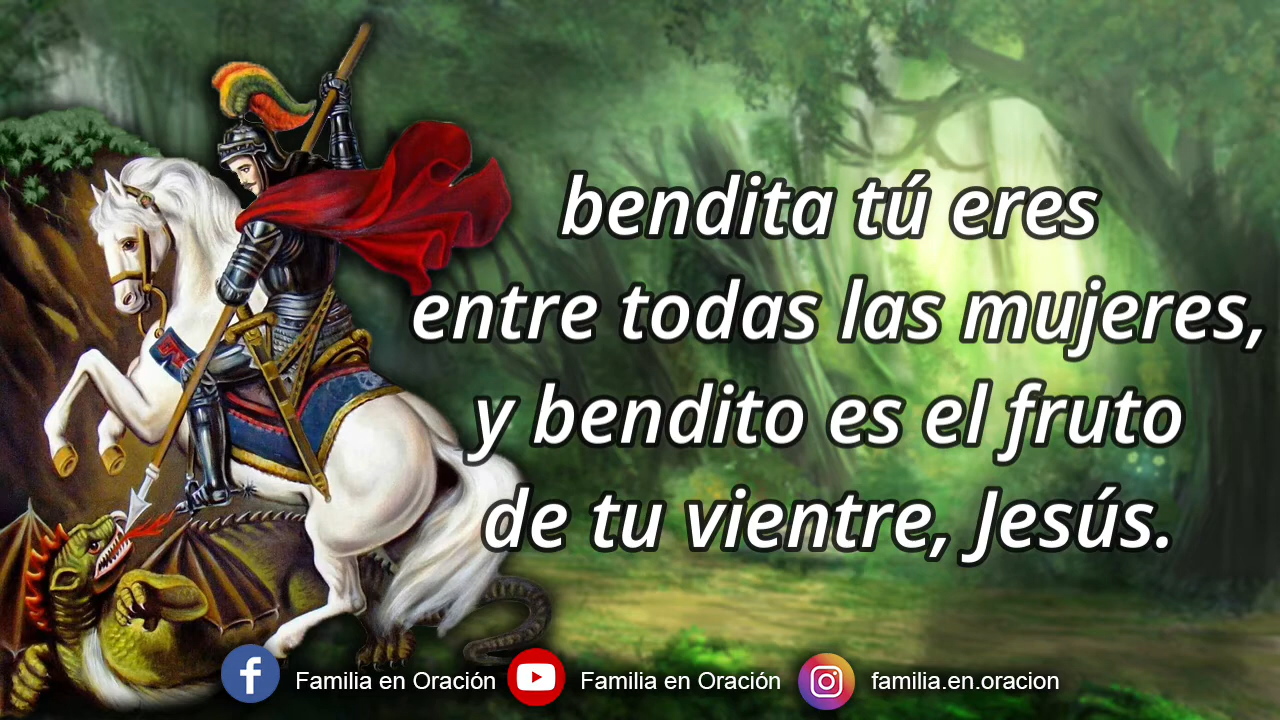 bendita tú eres
entre todas las mujeres,
y bendito es el fruto
de tu vientre, Jesús.
Familia en Oración Familia en Oración familia.en.oracion